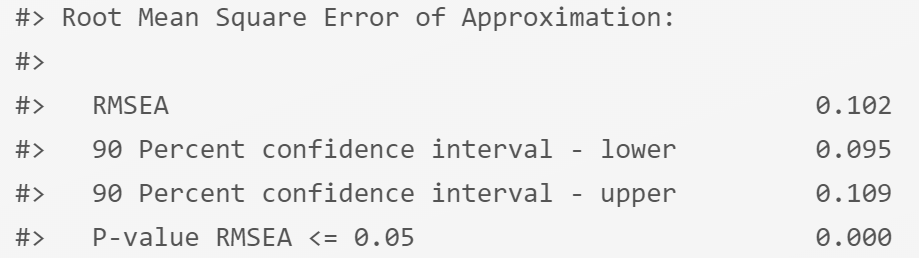 #> Root Mean Square Error of Approximation:
#>
#>   RMSEA                                          0.102
#>   90 Percent confidence interval - lower         0.095
#>   90 Percent confidence interval - upper         0.109
#>   P-value RMSEA <= 0.05                          0.000